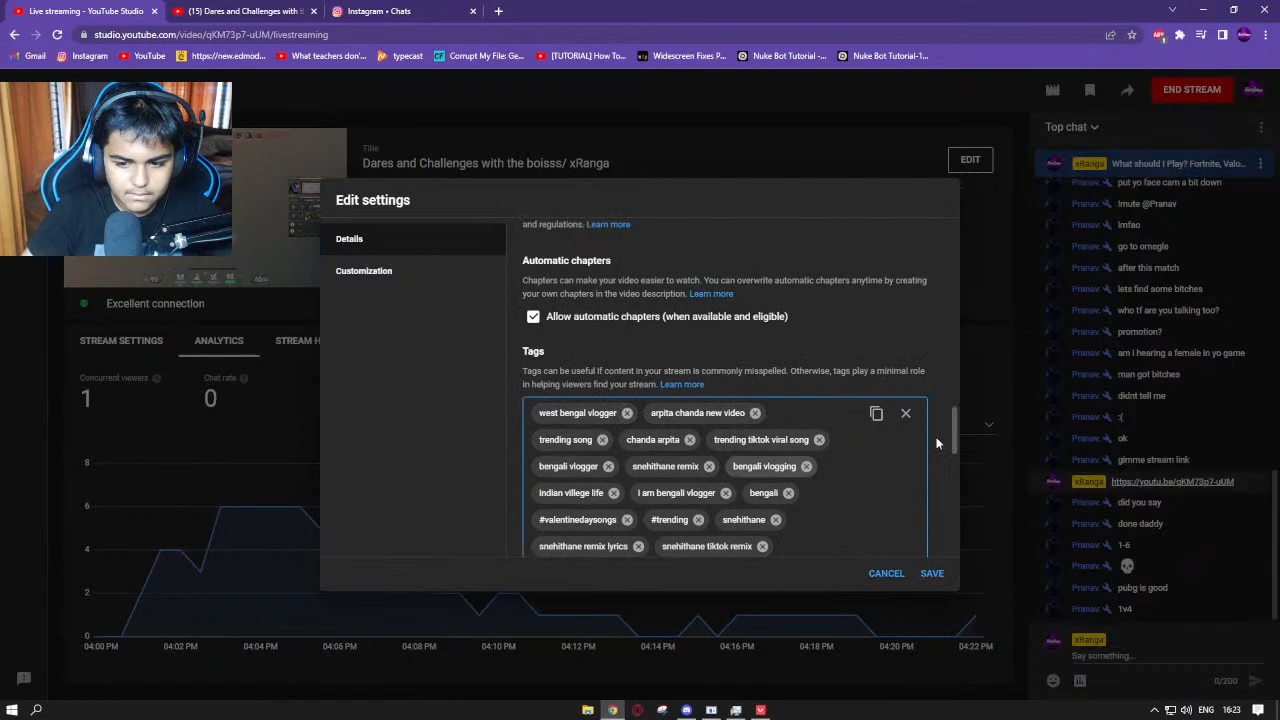 Live streaming - YouTube Studio
(15) Dares and Challenges with t
Instagram • Chats
studio.youtube.com/video/qKM73p7-uUM/livestreaming
Gmail
Instagram
YouTube
https://new.edmod...
What teachers don'...
typecast
Corrupt My File: Ge...
[TUTORIAL] How To...
Widescreen Fixes P...
Nuke Bot Tutorial -...
Nuke Bot Tutorial-1...
END STREAM
Title
Dares and Challenges with the boisss/ xRanga
EDIT
Excellent connection
STREAM SETTINGS
ANALYTICS
STREAM H
Concurrent viewers
1
Chat rate
0
8
6
4
2
0
04:00 PM
04:02 PM
04:04 PM
04:06 PM
04:08 PM
04:10 PM
04:12 PM
04:14 PM
04:16 PM
04:18 PM
04:20 PM
04:22 PM
Edit settings
Details
Customization
and regulations. Learn more
Automatic chapters
Chapters can make your video easier to watch. You can overwrite automatic chapters anytime by creating
your own chapters in the video description. Learn more
Allow automatic chapters (when available and eligible)
Tags
Tags can be useful if content in your stream is commonly misspelled. Otherwise, tags play a minimal role
in helping viewers find your stream. Learn more
west bengal vlogger
arpita chanda new video
trending song
chanda arpita
trending tiktok viral song
bengali vlogger
snehithane remix
bengali vlogging
Indian villege life
I am bengali vlogger
bengali
#valentinedaysongs
#trending
snehithane
snehithane remix lyrics
snehithane tiktok remix
CANCEL
SAVE
Top chat
xRanga What should I Play? Fortnite, Valo...
Pranav. put yo face cam a bit down
Pranav. !mute @Pranav
Pranav. lmfao
Pranav. go to omegle
Pranav. after this match
Pranav. lets find some bitches
Pranav. who tf are you talking too?
Pranav. promotion?
Pranav. am I hearing a female in yo game
Pranav. man got bitches
Pranav. didnt tell me
Pranav. :(
Pranav. ok
Pranav. gimme stream link
xRanga https://youtu.be/qKM73p7-uUM
Pranav. did you say
Pranav. done daddy
Pranav. 1-6
Pranav. 💀
Pranav. pubg is good
Pranav. 1v4
xRanga
Say something...
0/200
16:23